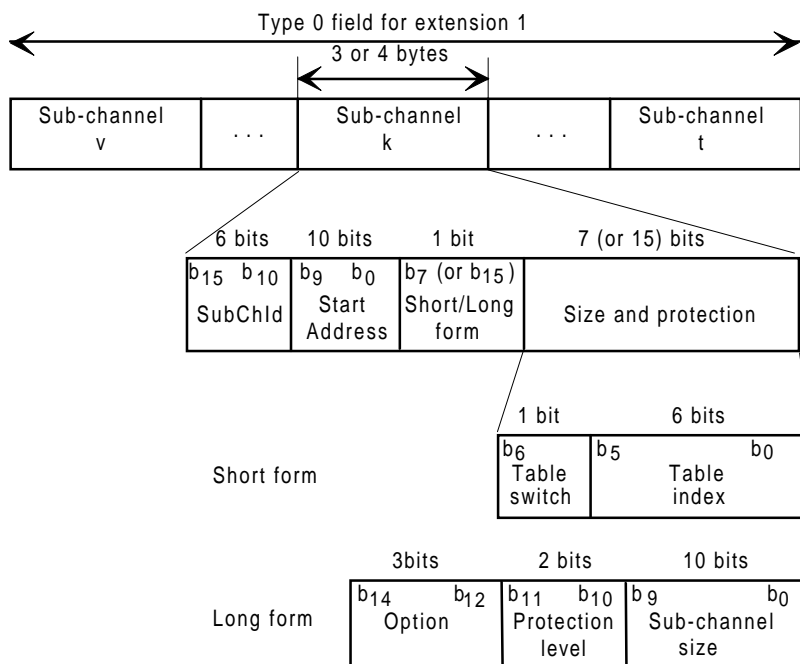 Type 0 field for extension 1
3 or 4 bytes
Sub-channel v
. . .
Sub-channel k
. . .
Sub-channel t
6 bits 10 bits 1 bit 7 (or 15) bits
b15 b10 b9 b0 b7 (or b15)
SubChId
Start Address
Short/Long form
Size and protection
1 bit 6 bits
Short form
b6 b5 b0
Table switch
Table index
3bits 2 bits 10 bits
Long form
b14 b12 b11 b10 b9 b0
Option
Protection level
Sub-channel size